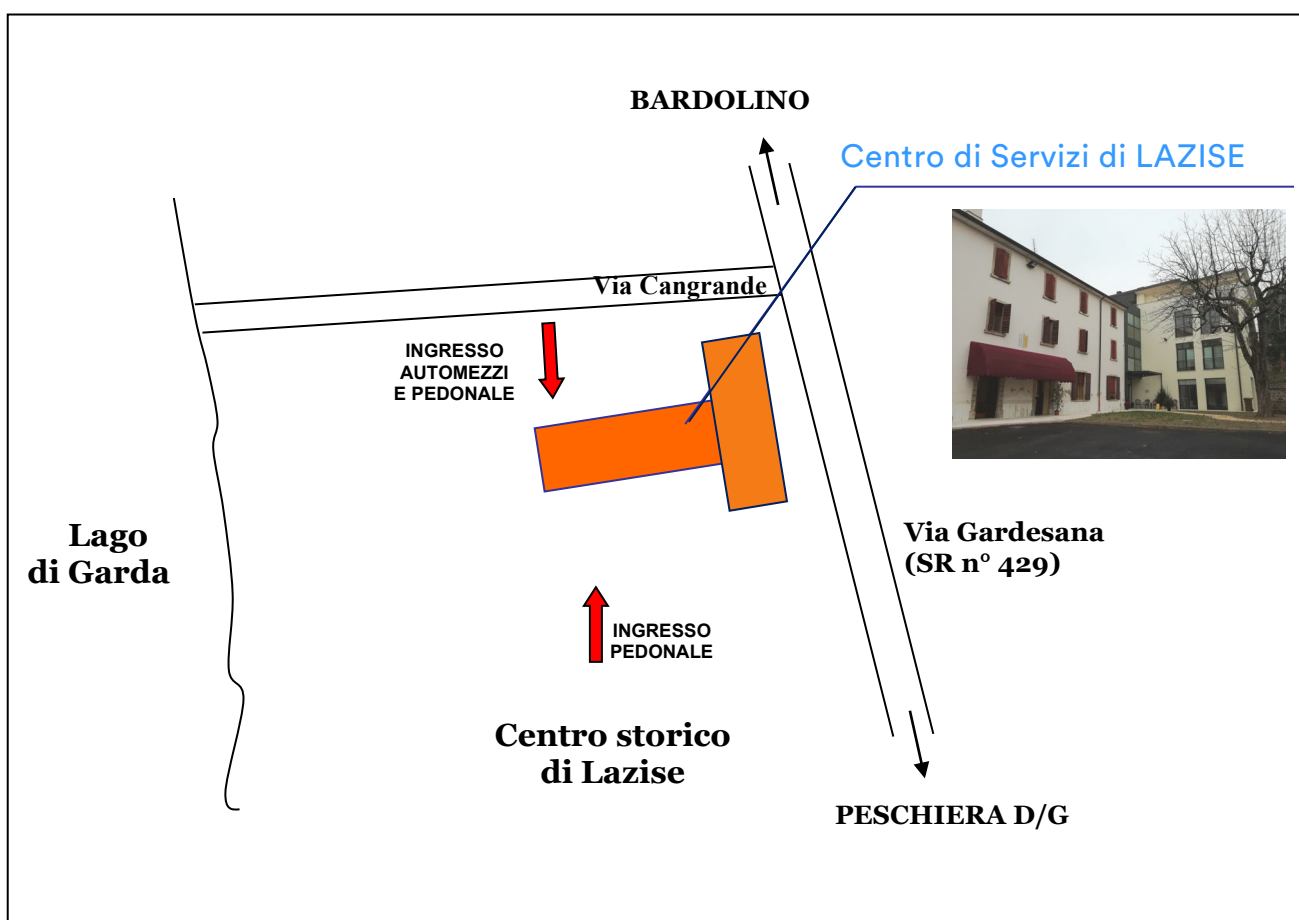 BARDOLINO
Centro di Servizi di LAZISE
Via Cangrande
INGRESSO
AUTOMEZZI
E PEDONALE
Lago
di Garda
Via Gardesana
(SR n° 429)
INGRESSO
PEDONALE
Centro storico
di Lazise
PESCHIERA D/G